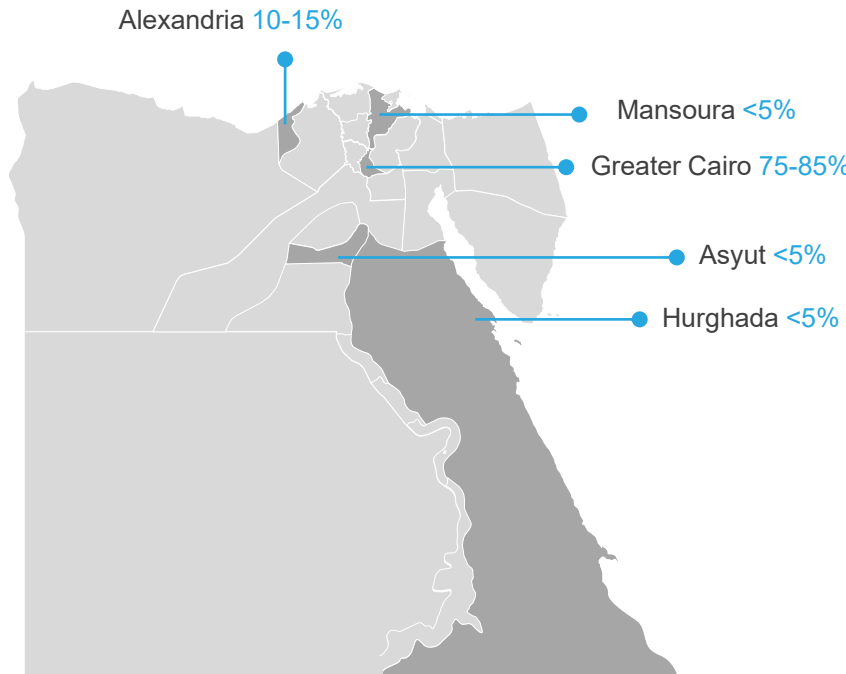 Alexandria 10-15%
Mansoura <5%
Greater Cairo 75-85%
Asyut <5%
Hurghada <5%